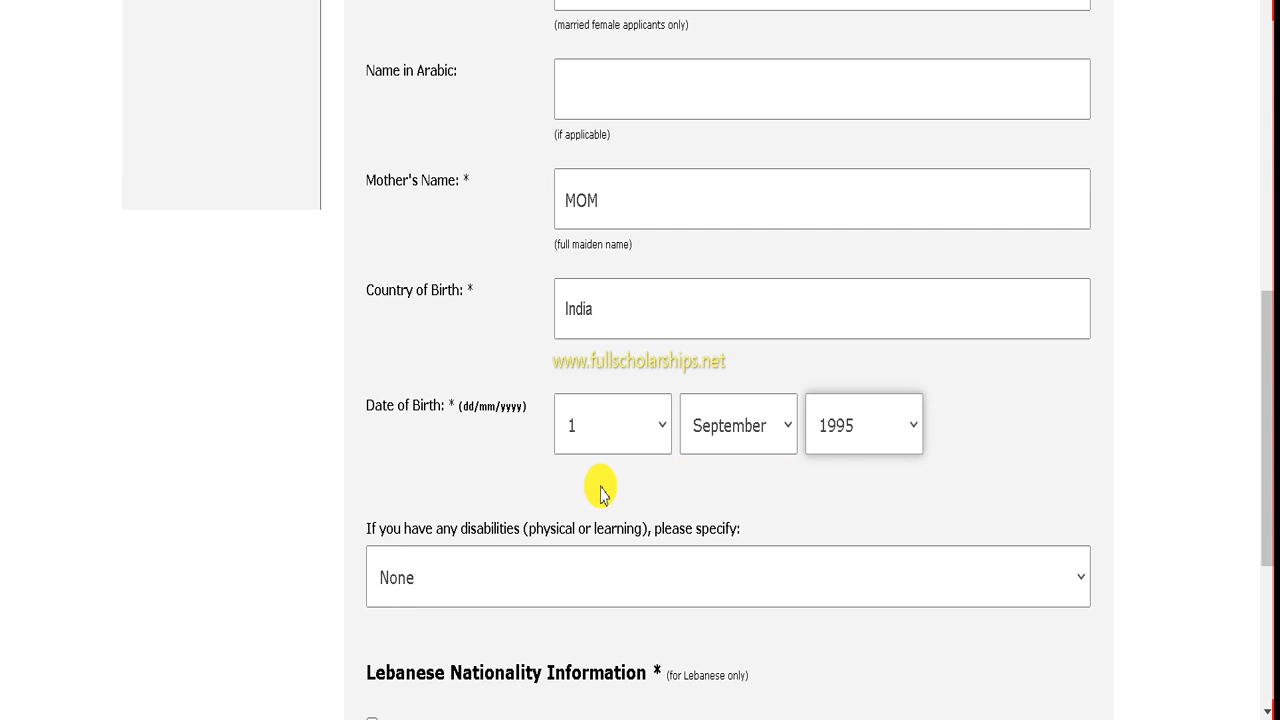 (married female applicants only)
Name in Arabic:
(if applicable)
Mother's Name: *
MOM
(full maiden name)
Country of Birth: *
India
www.fullscholarships.net
Date of Birth: * (dd/mm/yyyy)
1 September 1995
If you have any disabilities (physical or learning), please specify:
None
Lebanese Nationality Information * (for Lebanese only)